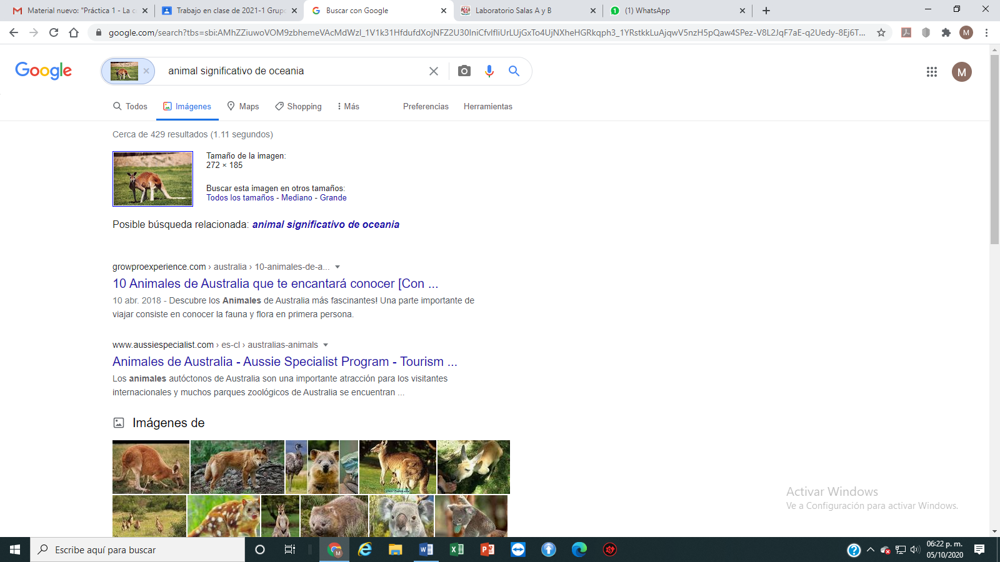 Material nuevo: "Práctica 1 - La c
Trabajo en clase de 2021-1 Grupo
Buscar con Google
Laboratorio Salas A y B
(1) WhatsApp
google.com/search?tbs=sbi:
M
Google
animal significativo de oceania
M
Todos
Imágenes
Maps
Shopping
Más
Preferencias
Herramientas
Cerca de 429 resultados (1.11 segundos)
Tamaño de la imagen:
272 × 185
Buscar esta imagen en otros tamaños:
Todos los tamaños - Mediano - Grande
Posible búsqueda relacionada: animal significativo de oceania
growproexperience.com › australia › 10-animales-de-a...
10 Animales de Australia que te encantará conocer [Con ...
10 abr. 2018 - Descubre los Animales de Australia más fascinantes! Una parte importante de
viajar consiste en conocer la fauna y flora en primera persona.
www.aussiespecialist.com › es-cl › australias-animals
Animales de Australia - Aussie Specialist Program - Tourism ...
Los animales autóctonos de Australia son una importante atracción para los visitantes
internacionales y muchos parques zoológicos de Australia se encuentran ...
Imágenes de
Activar Windows
Ve a Configuración para activar Windows.
Escribe aquí para buscar
06:22 p. m.
05/10/2020